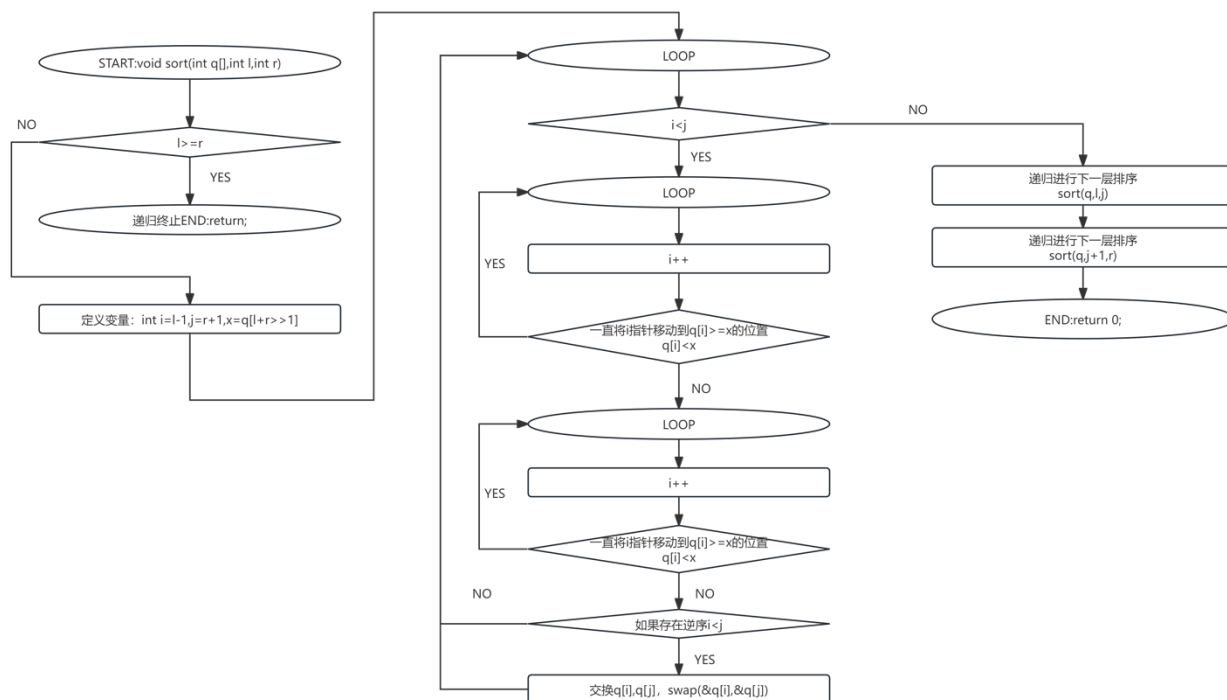 START:void sort(int q[],int l,int r)
NO
l>=r
YES
递归终止END:return;
定义变量：int i=l-1,j=r+1,x=q[l+r>>1]
LOOP
i<j
NO
YES
LOOP
YES
i++
一直将i指针移动到q[i]>=x的位置
q[i]<x
NO
LOOP
YES
i++
一直将i指针移动到q[i]>=x的位置
q[i]<x
NO
NO
如果存在逆序i<j
YES
交换q[i],q[j]，swap(&q[i],&q[j])
递归进行下一层排序
sort(q,l,j)
递归进行下一层排序
sort(q,j+1,r)
END:return 0;